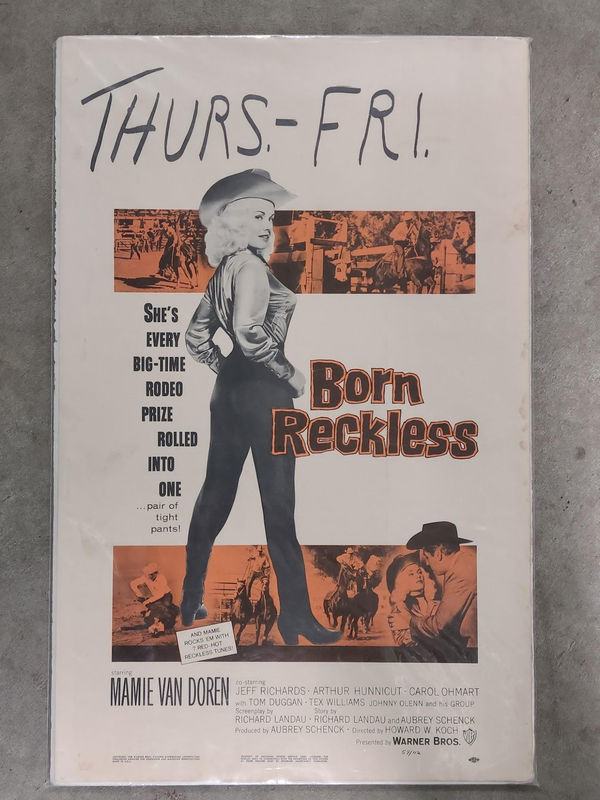 THURS.-FRI.
SHE'S
EVERY
BIG-TIME
RODEO
PRIZE
ROLLED
INTO
ONE
...pair of
tight
pants!
Born
Reckless
AND MAMIE
ROCKS 'EM WITH
7 RED-HOT
RECKLESS TUNES!
starring
MAMIE VAN DOREN
co-starring
JEFF RICHARDS · ARTHUR HUNNICUT · CAROL OHMART
with TOM DUGGAN · TEX WILLIAMS JOHNNY OLENN and his GROUP
Screenplay by Story by
RICHARD LANDAU · RICHARD LANDAU and AUBREY SCHENCK
Produced by AUBREY SCHENCK · Directed by HOWARD W. KOCH
Presented by WARNER BROS. WB
59/112